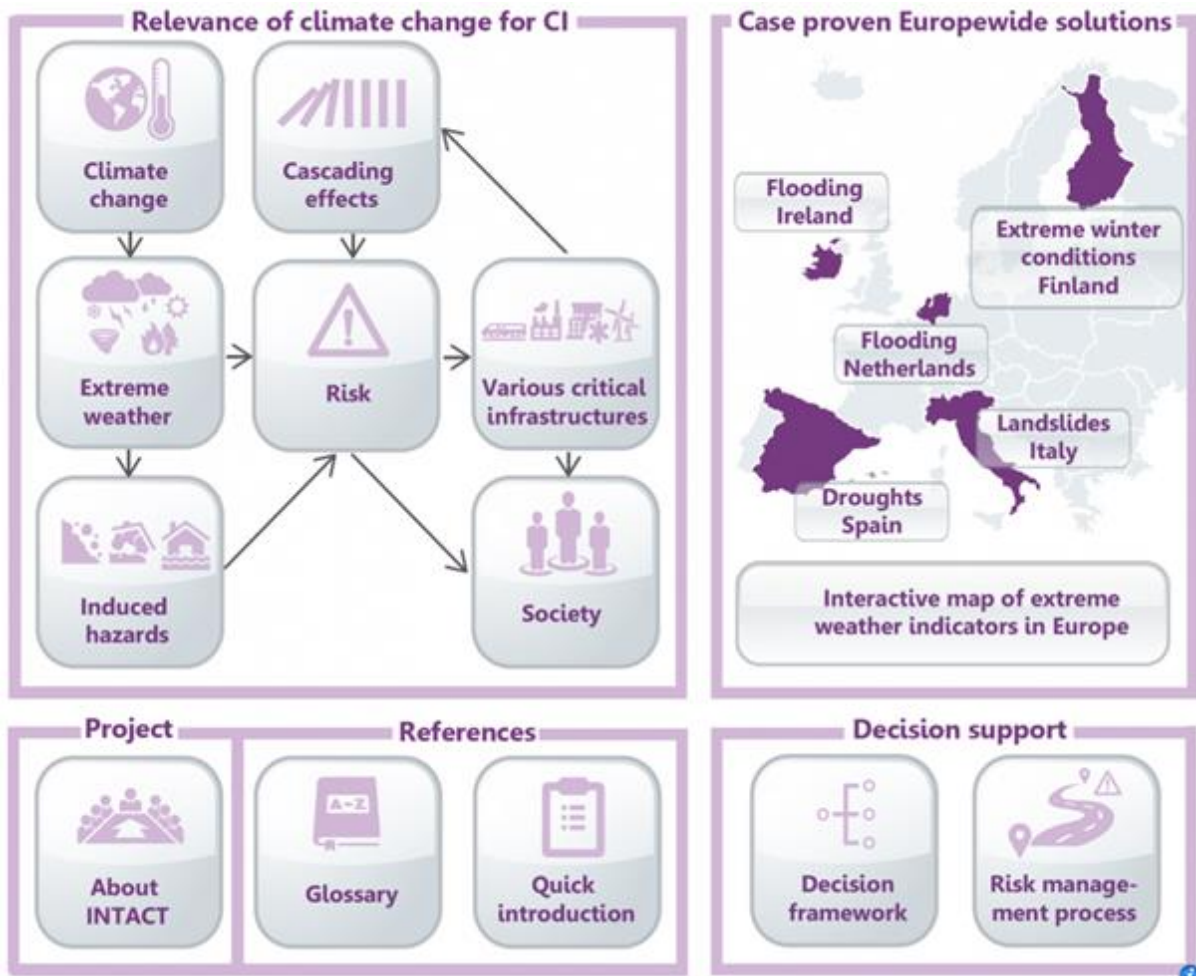 Relevance of climate change for CI
Climate
change
Cascading
effects
Extreme
weather
Risk
Various critical
infrastructures
Induced
hazards
Society
Case proven Europewide solutions
Flooding
Ireland
Extreme winter
conditions
Finland
Flooding
Netherlands
Landslides
Italy
Droughts
Spain
Interactive map of extreme
weather indicators in Europe
Project
About
INTACT
References
A-Z
Glossary
Quick
introduction
Decision support
Decision
framework
Risk manage-
ment process